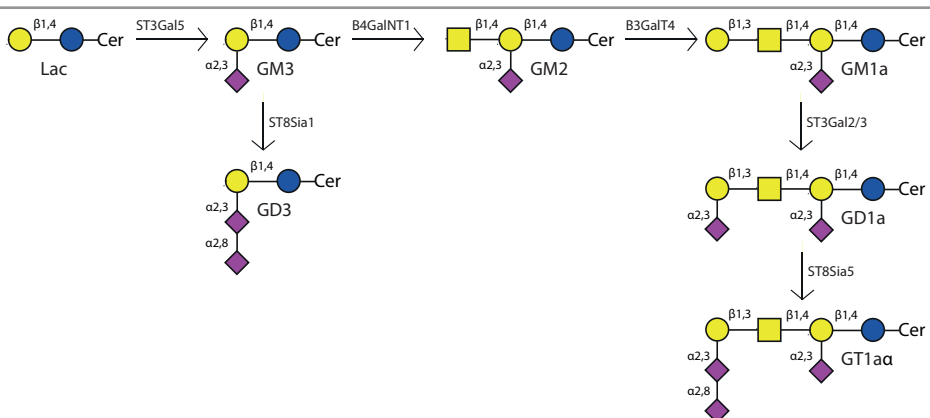 β1,4 ST3Gal5 β1,4 B4GalNT1 β1,4 β1,4 B3GalT4 β1,3 β1,4 β1,4
Cer Cer Cer Cer
Lac α2,3 GM3 α2,3 GM2 α2,3 GM1a
ST8Sia1 ST3Gal2/3
β1,4 β1,3 β1,4 β1,4
Cer Cer
α2,3 GD3 α2,3 α2,3 GD1a
α2,8
ST8Sia5
β1,3 β1,4 β1,4
Cer
α2,3 α2,3 GT1aα
α2,8